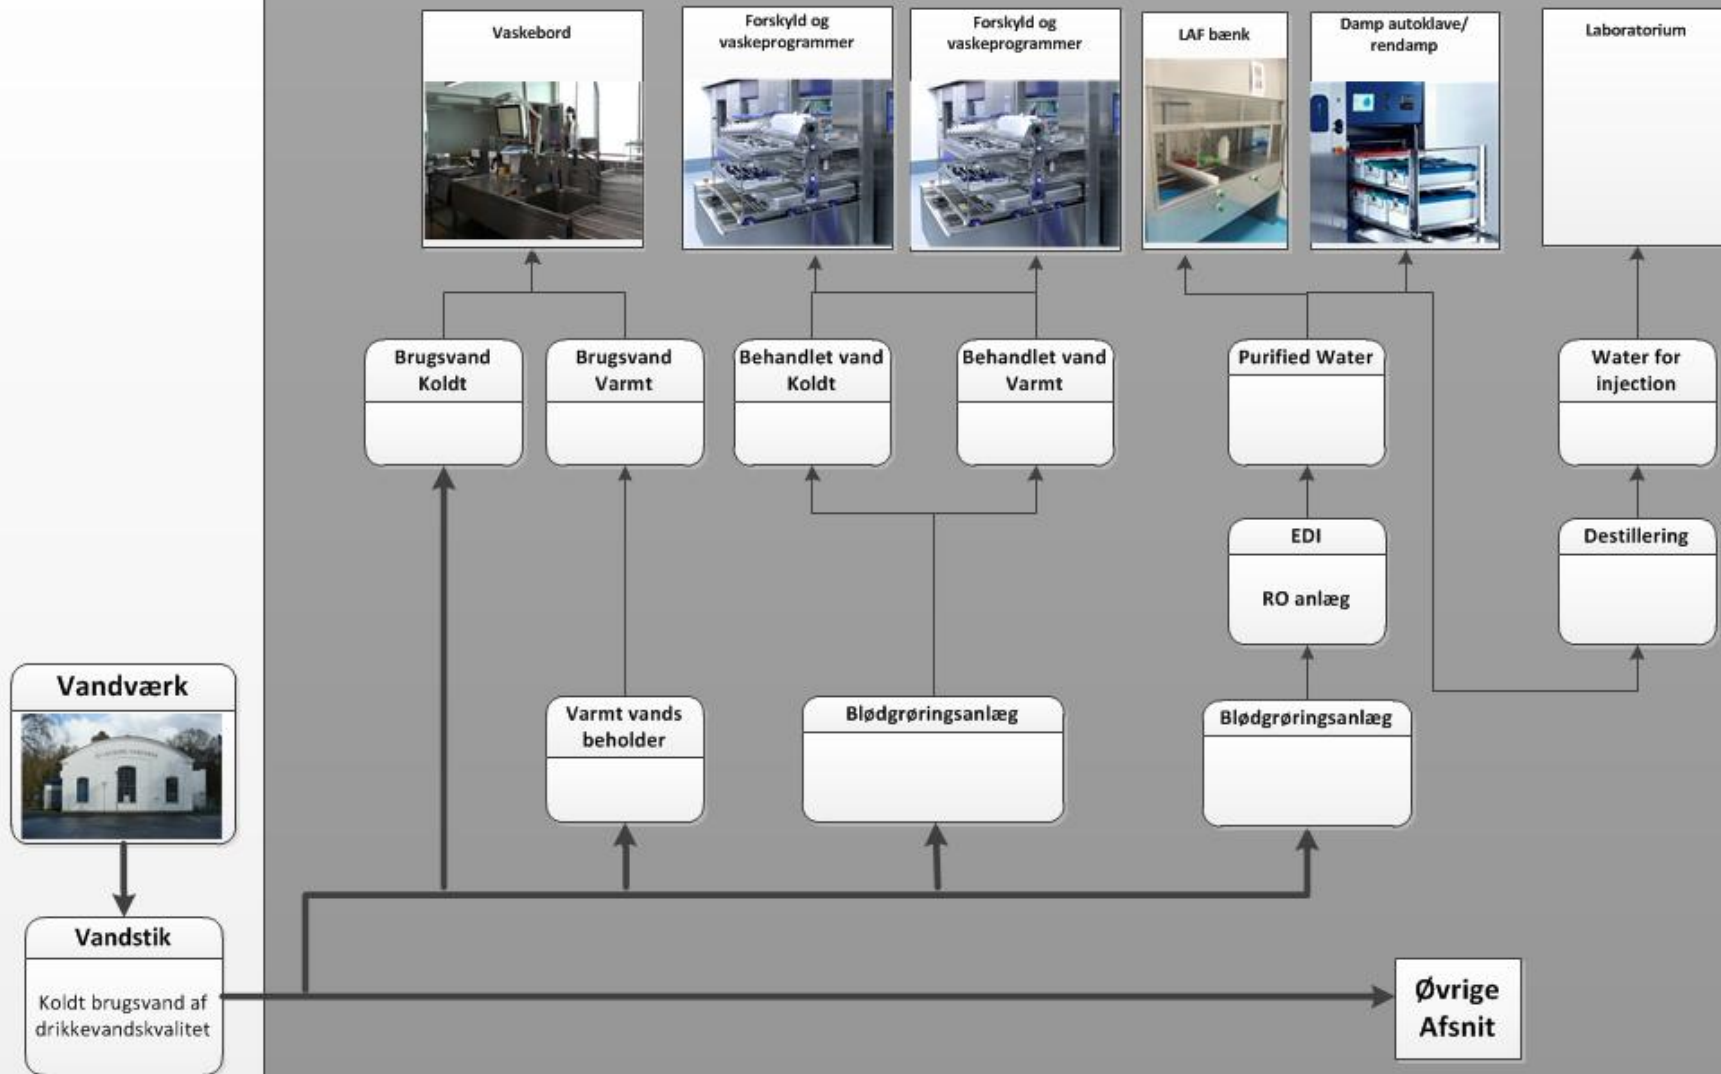 Vaskebord
Forskyld og
vaskeprogrammer
Forskyld og
vaskeprogrammer
LAF bænk
Damp autoklave/
rendamp
Laboratorium
Brugsvand
Koldt
Brugsvand
Varmt
Behandlet vand
Koldt
Behandlet vand
Varmt
Purified Water
Water for
injection
EDI
RO anlæg
Destillering
Vandværk
Varmt vands
beholder
Blødgrøringsanlæg
Blødgrøringsanlæg
Vandstik
Koldt brugsvand af
drikkevandskvalitet
Øvrige
Afsnit